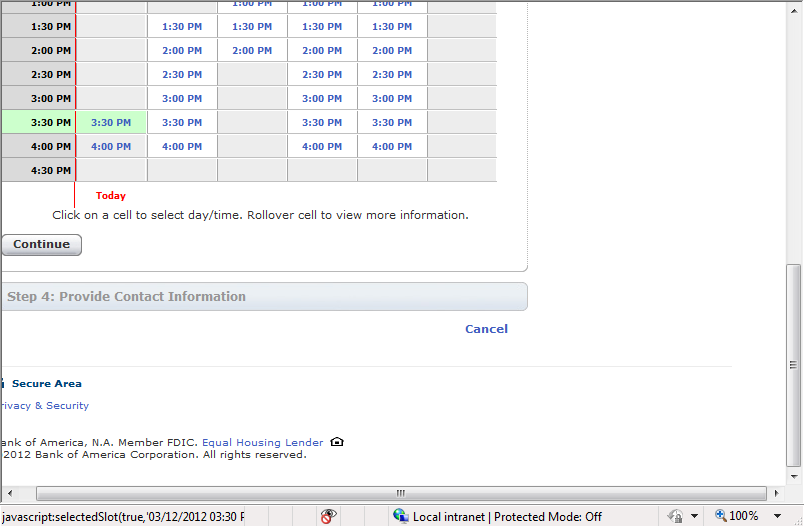 1:00 PM 1:00 PM 1:00 PM 1:00 PM
1:30 PM 1:30 PM 1:30 PM 1:30 PM 1:30 PM
2:00 PM 2:00 PM 2:00 PM 2:00 PM 2:00 PM
2:30 PM 2:30 PM 2:30 PM 2:30 PM
3:00 PM 3:00 PM 3:00 PM 3:00 PM
3:30 PM 3:30 PM 3:30 PM 3:30 PM 3:30 PM
4:00 PM 4:00 PM 4:00 PM 4:00 PM 4:00 PM
4:30 PM
Today
Click on a cell to select day/time. Rollover cell to view more information.
Continue
Step 4: Provide Contact Information
Cancel
Secure Area
rivacy & Security
ank of America, N.A. Member FDIC. Equal Housing Lender
2012 Bank of America Corporation. All rights reserved.
javascript:selectedSlot(true,'03/12/2012 03:30 P
Local intranet | Protected Mode: Off
100%